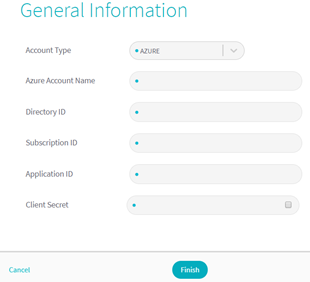 General Information
Account Type
AZURE
Azure Account Name
Directory ID
Subscription ID
Application ID
Client Secret
Cancel
Finish